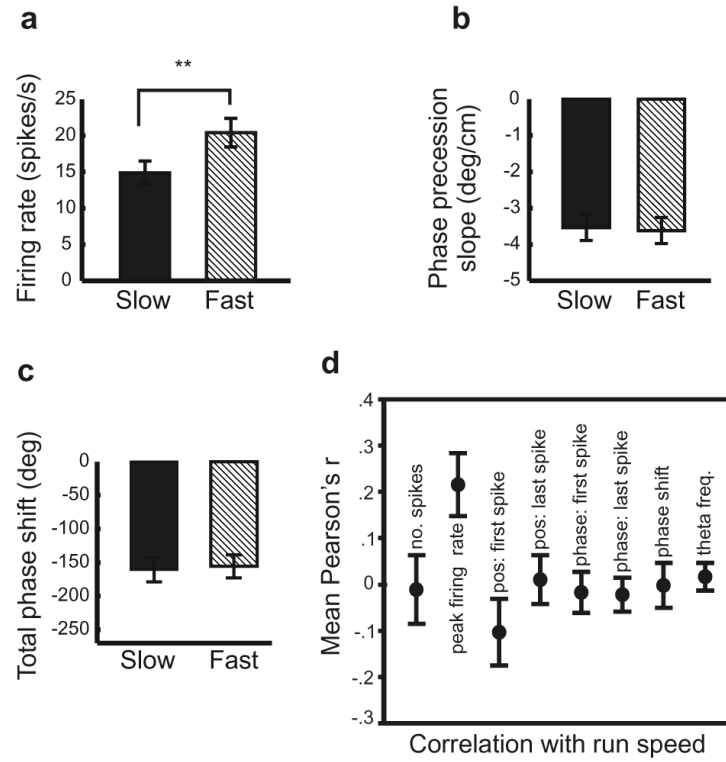 a
Firing rate (spikes/s)
**
25
20
15
10
5
0
Slow Fast
b
Phase precession
slope (deg/cm)
0
-1
-2
-3
-4
-5
Slow Fast
c
Total phase shift (deg)
0
-50
-100
-150
-200
-250
Slow Fast
d
Mean Pearson's r
.4
.3
.2
.1
0
-.1
-.2
-.3
no. spikes
peak firing rate
pos: first spike
pos: last spike
phase: first spike
phase: last spike
phase shift
theta freq.
Correlation with run speed